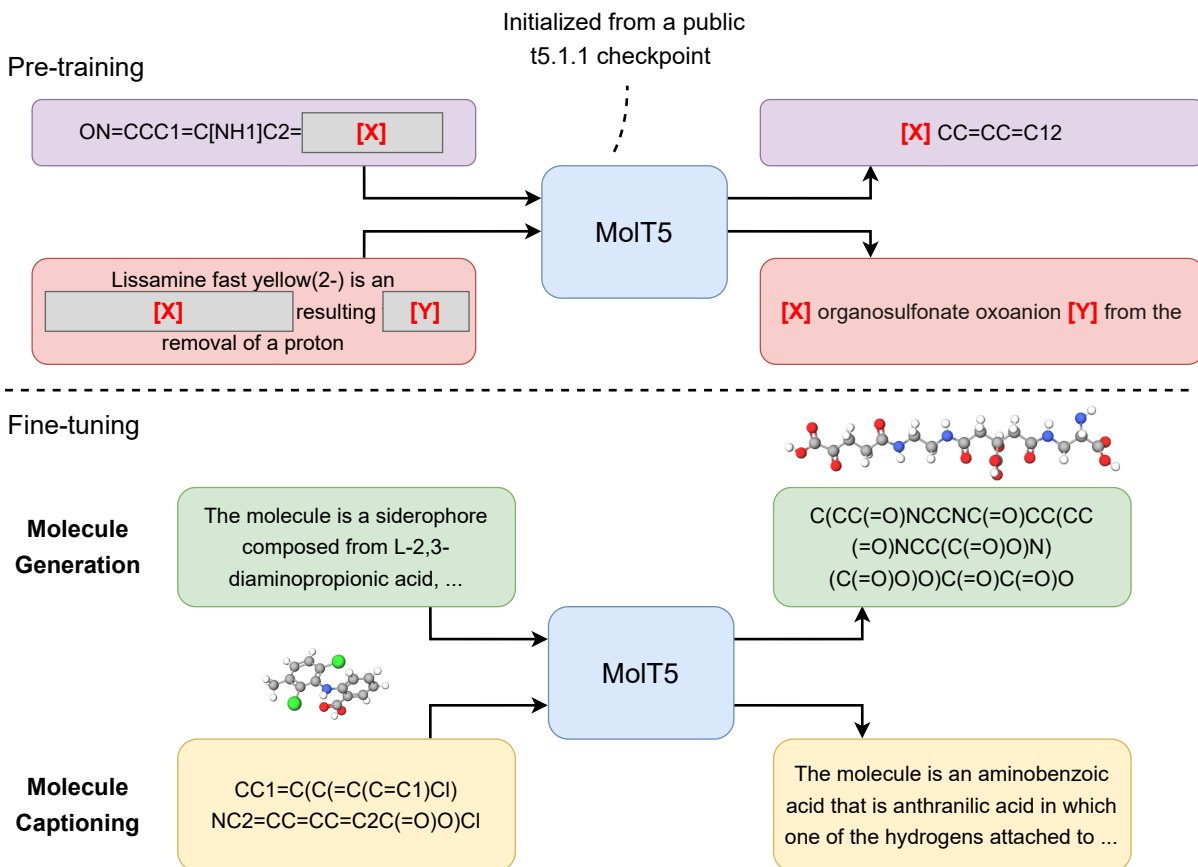 Initialized from a public
t5.1.1 checkpoint
Pre-training
ON=CCC1=C[NH1]C2= [X]
[X] CC=CC=C12
MolT5
Lissamine fast yellow(2-) is an
[X] resulting [Y]
removal of a proton
[X] organosulfonate oxoanion [Y] from the
Fine-tuning
Molecule
Generation
The molecule is a siderophore
composed from L-2,3-
diaminopropionic acid, ...
C(CC(=O)NCCNC(=O)CC(CC
(=O)NCC(C(=O)O)N)
(C(=O)O)O)C(=O)C(=O)O
MolT5
Molecule
Captioning
CC1=C(C(=C(C=C1)Cl)
NC2=CC=CC=C2C(=O)O)Cl
The molecule is an aminobenzoic
acid that is anthranilic acid in which
one of the hydrogens attached to ...